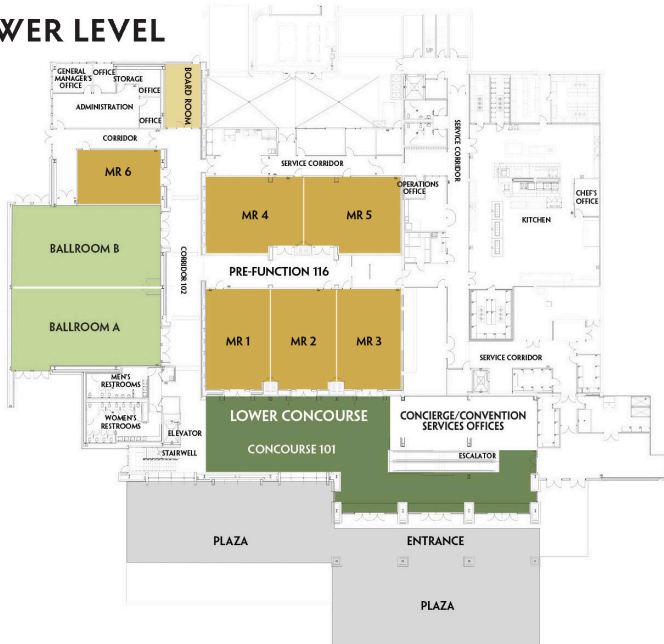 WER LEVEL
GENERAL
MANAGER'S
OFFICE
OFFICE
STORAGE
OFFICE
ADMINISTRATION
OFFICE
BOARD ROOM
UP
CORRIDOR
SERVICE CORRIDOR
SERVICE CORRIDOR
MR 6
MR 4
MR 5
OPERATIONS
OFFICE
KITCHEN
CHEF'S
OFFICE
BALLROOM B
CORRIDOR 102
PRE-FUNCTION 116
BALLROOM A
MR 1
MR 2
MR 3
SERVICE CORRIDOR
MEN'S
RESTROOMS
WOMEN'S
RESTROOMS
ELEVATOR
STAIRWELL
LOWER CONCOURSE
CONCOURSE 101
CONCIERGE/CONVENTION
SERVICES OFFICES
ESCALATOR
PLAZA
ENTRANCE
PLAZA